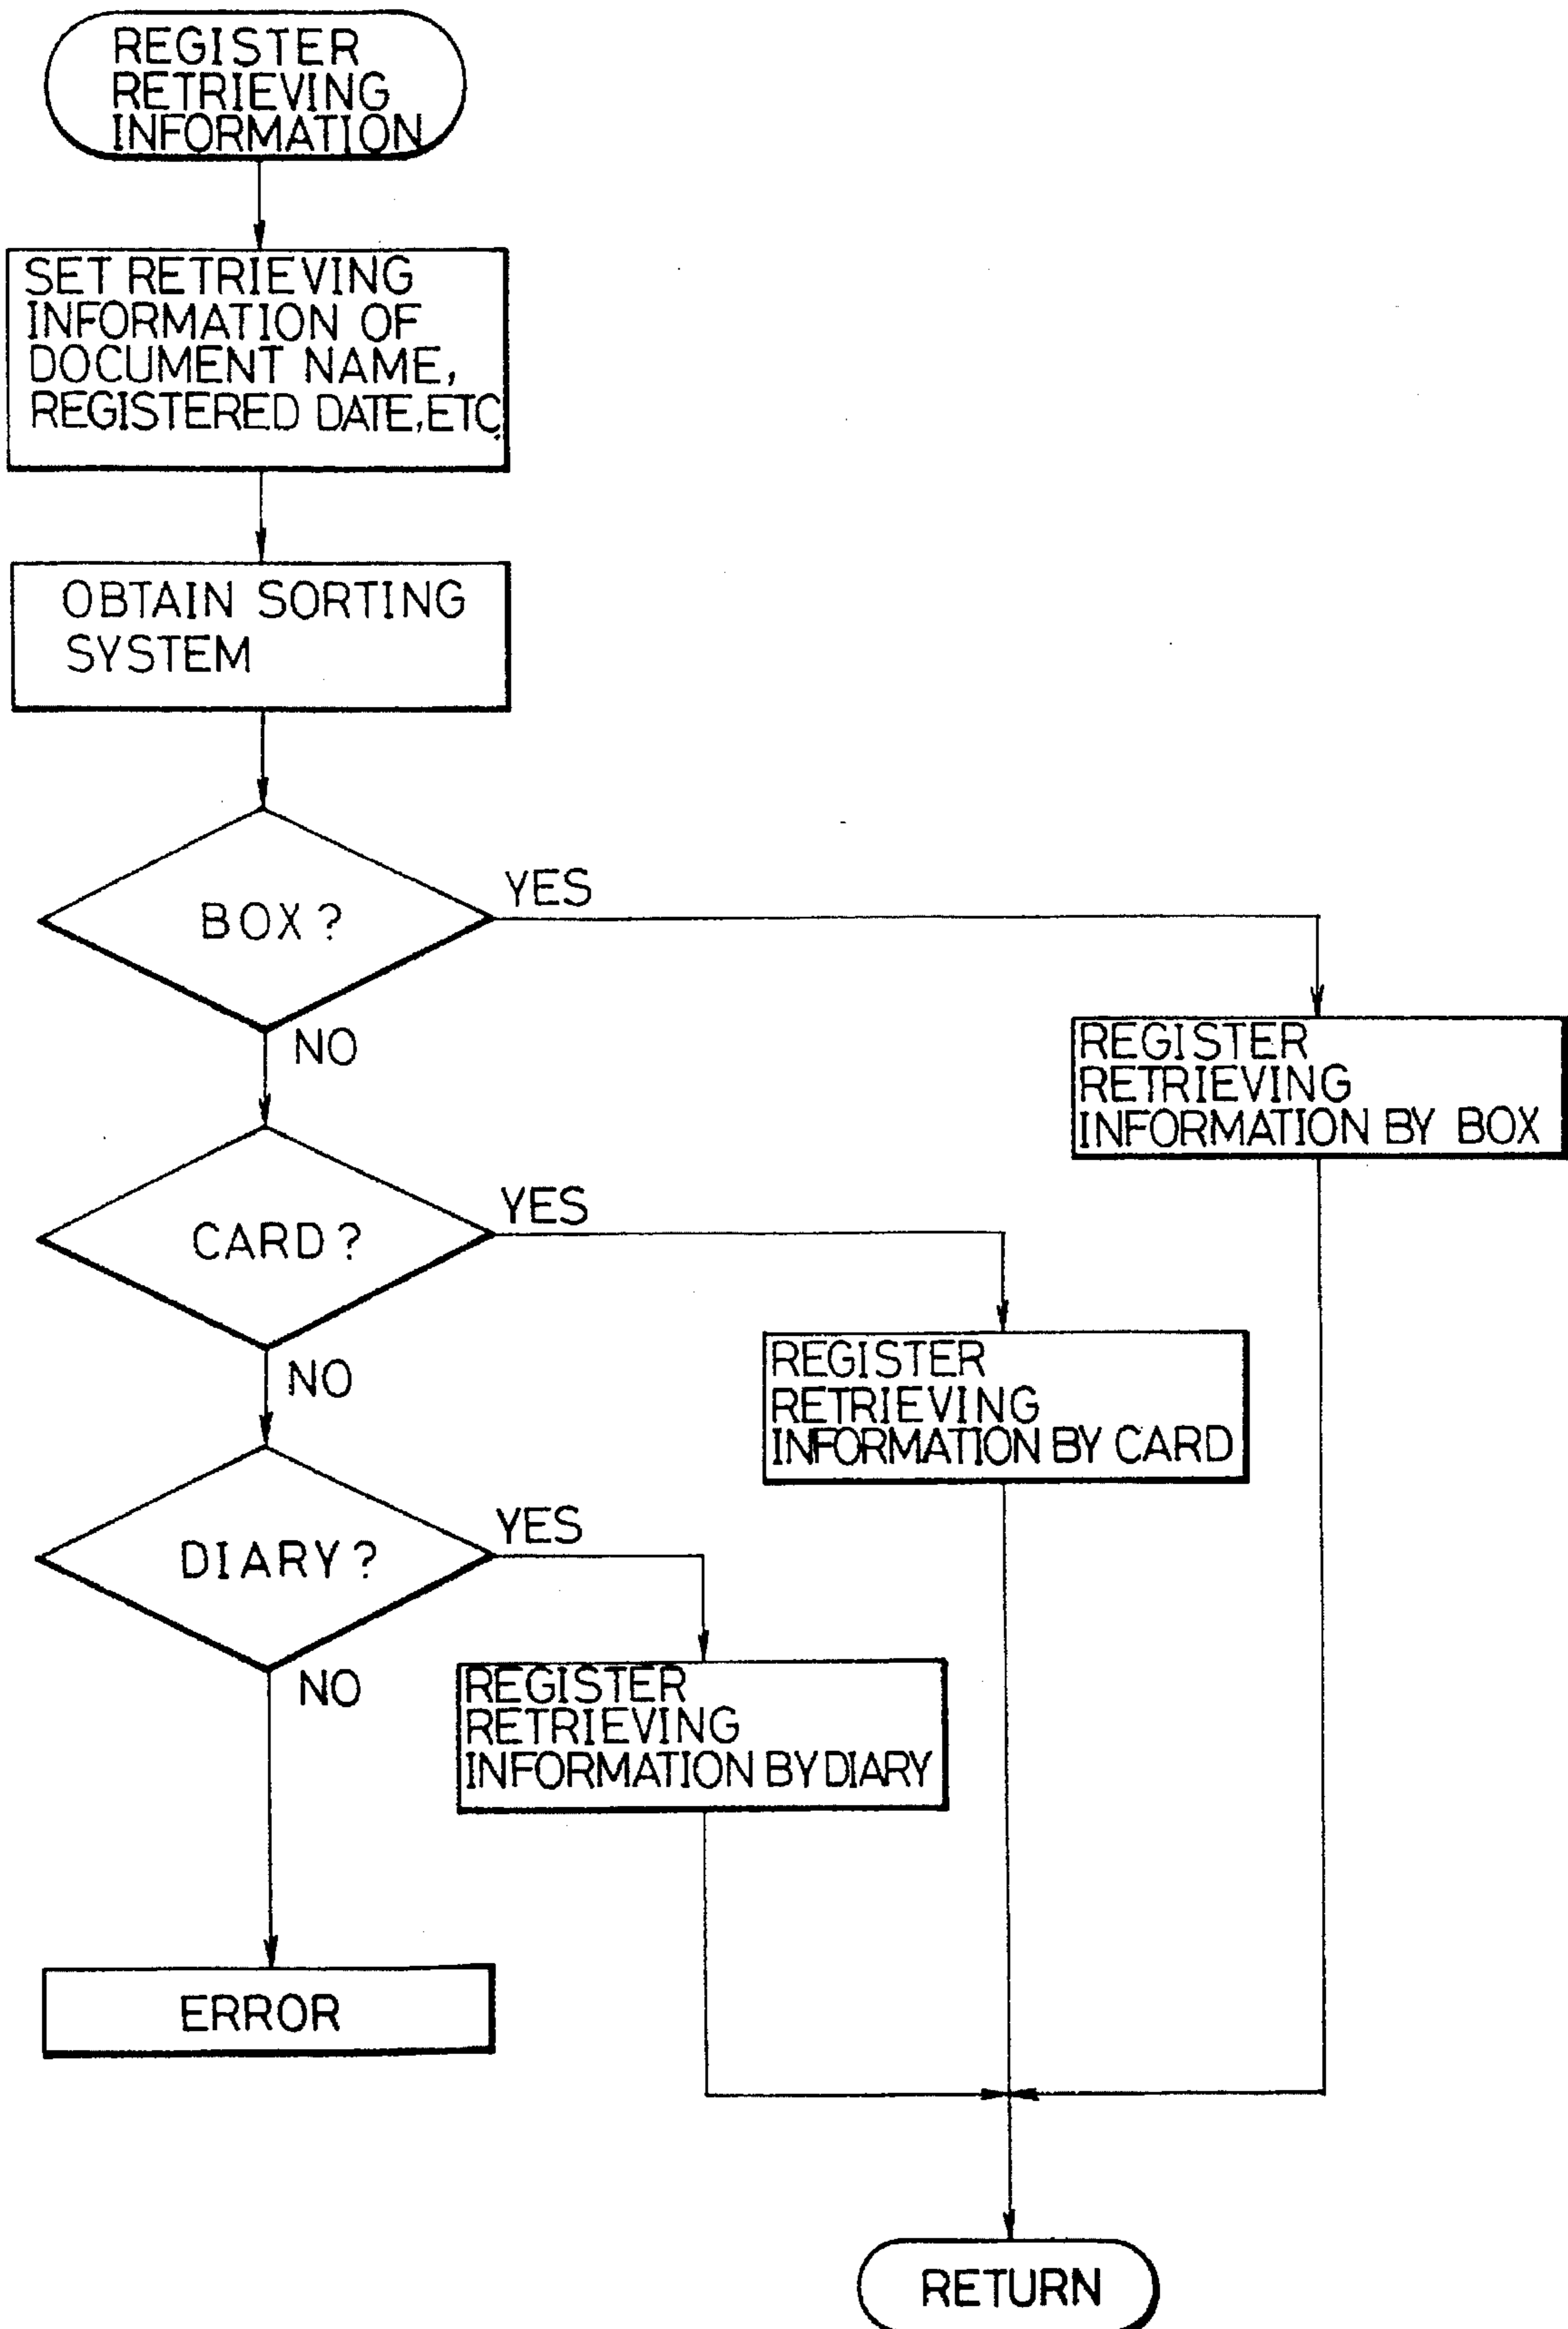 REGISTER
RETRIEVING
INFORMATION
SET RETRIEVING
INFORMATION OF
DOCUMENT NAME,
REGISTERED DATE, ETC.
OBTAIN SORTING
SYSTEM
BOX?
YES
NO
REGISTER
RETRIEVING
INFORMATION BY BOX
CARD?
YES
NO
REGISTER
RETRIEVING
INFORMATION BY CARD
DIARY?
YES
NO
REGISTER
RETRIEVING
INFORMATION BY DIARY
ERROR
RETURN